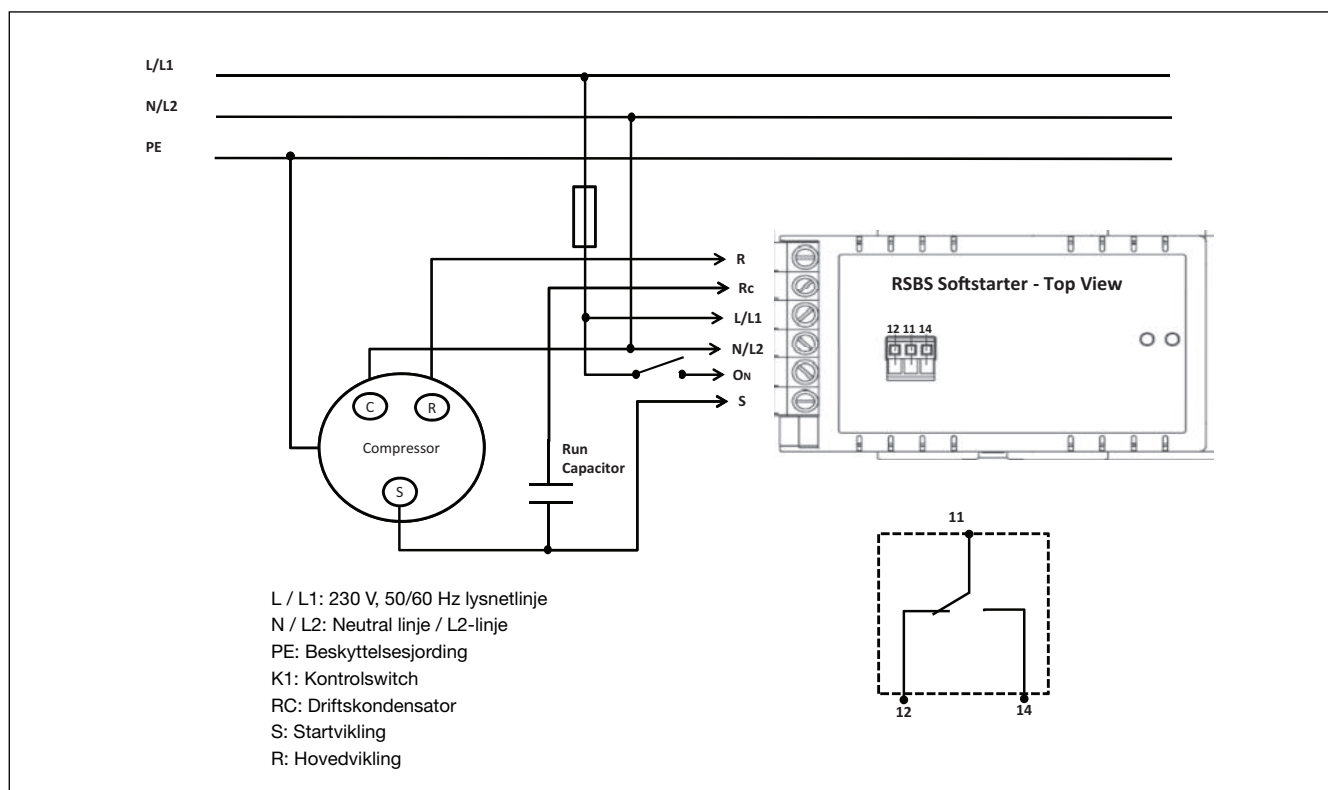 L/L1
N/L2
PE
R
Rc
L/L1
N/L2
ON
S
RSBS Softstarter - Top View
12 11 14
C
R
Compressor
S
Run
Capacitor
11
12
14
L / L1: 230 V, 50/60 Hz lysnetlinje
N / L2: Neutral linje / L2-linje
PE: Beskyttelsesjording
K1: Kontrolswitch
RC: Driftskondensator
S: Startvikling
R: Hovedvikling